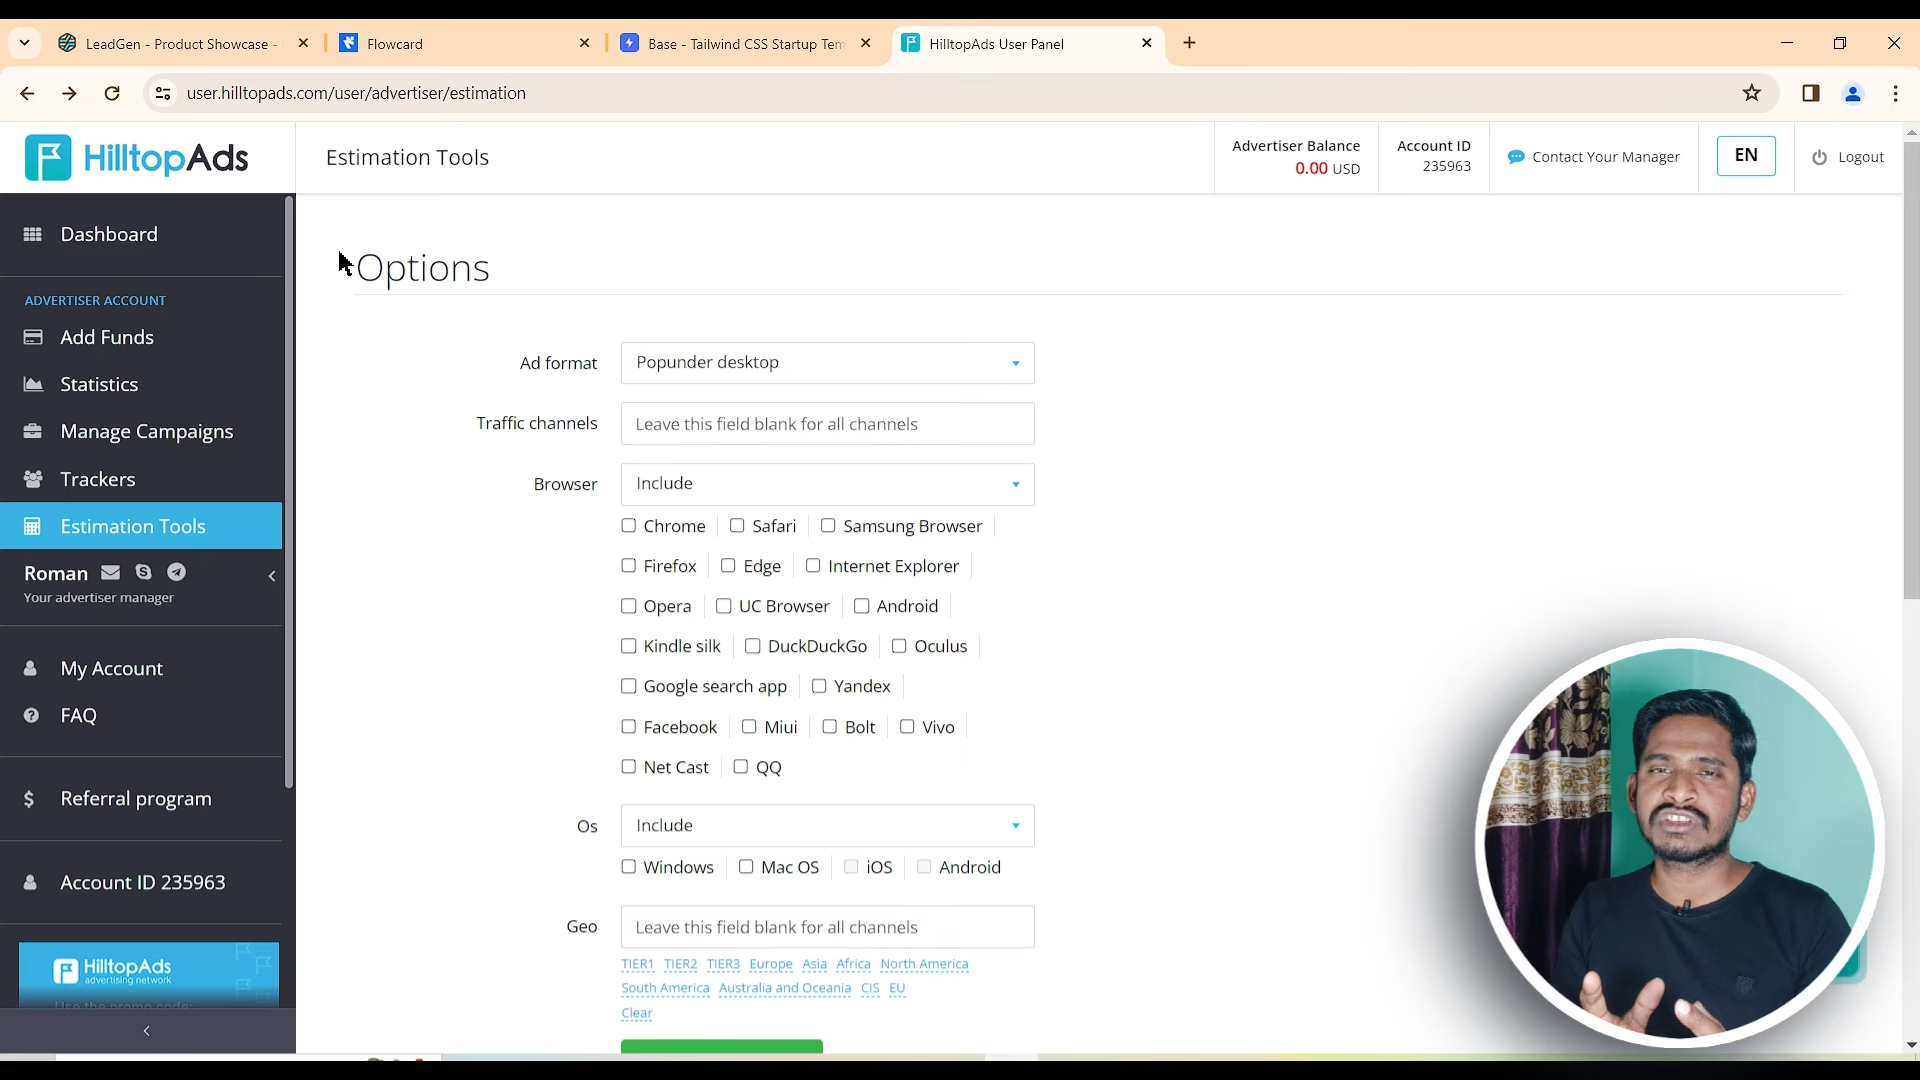 LeadGen - Product Showcase -
Flowcard
Base - Tailwind CSS Startup Tem
HilltopAds User Panel
user.hilltopads.com/user/advertiser/estimation
HilltopAds
Estimation Tools
Advertiser Balance
0.00 USD
Account ID
235963
Contact Your Manager
EN
Logout
Dashboard
ADVERTISER ACCOUNT
Add Funds
Statistics
Manage Campaigns
Trackers
Estimation Tools
Roman
Your advertiser manager
My Account
FAQ
Referral program
Account ID 235963
HilltopAds
advertising network
Use the promo code:
Options
Ad format
Popunder desktop
Traffic channels
Leave this field blank for all channels
Browser
Include
Chrome Safari Samsung Browser
Firefox Edge Internet Explorer
Opera UC Browser Android
Kindle silk DuckDuckGo Oculus
Google search app Yandex
Facebook Miui Bolt Vivo
Net Cast QQ
Os
Include
Windows Mac OS iOS Android
Geo
Leave this field blank for all channels
TIER1 TIER2 TIER3 Europe Asia Africa North America
South America Australia and Oceania CIS EU
Clear